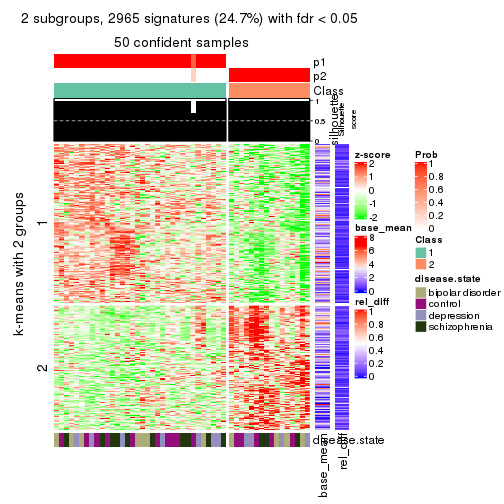 2 subgroups, 2965 signatures (24.7%) with fdr < 0.05
50 confident samples
p1
p2
Class
1
0.5
0
silhouette
Silhouette
score
k-means with 2 groups
1
2
disease.state
base_mean
rel_diff
z-score
2
1
0
-1
-2
base_mean
8
6
4
2
0
rel_diff
1
0.8
0.6
0.4
0.2
0
Prob
1
0.8
0.6
0.4
0.2
0
Class
1
2
disease.state
bipolar disorder
control
depression
schizophrenia